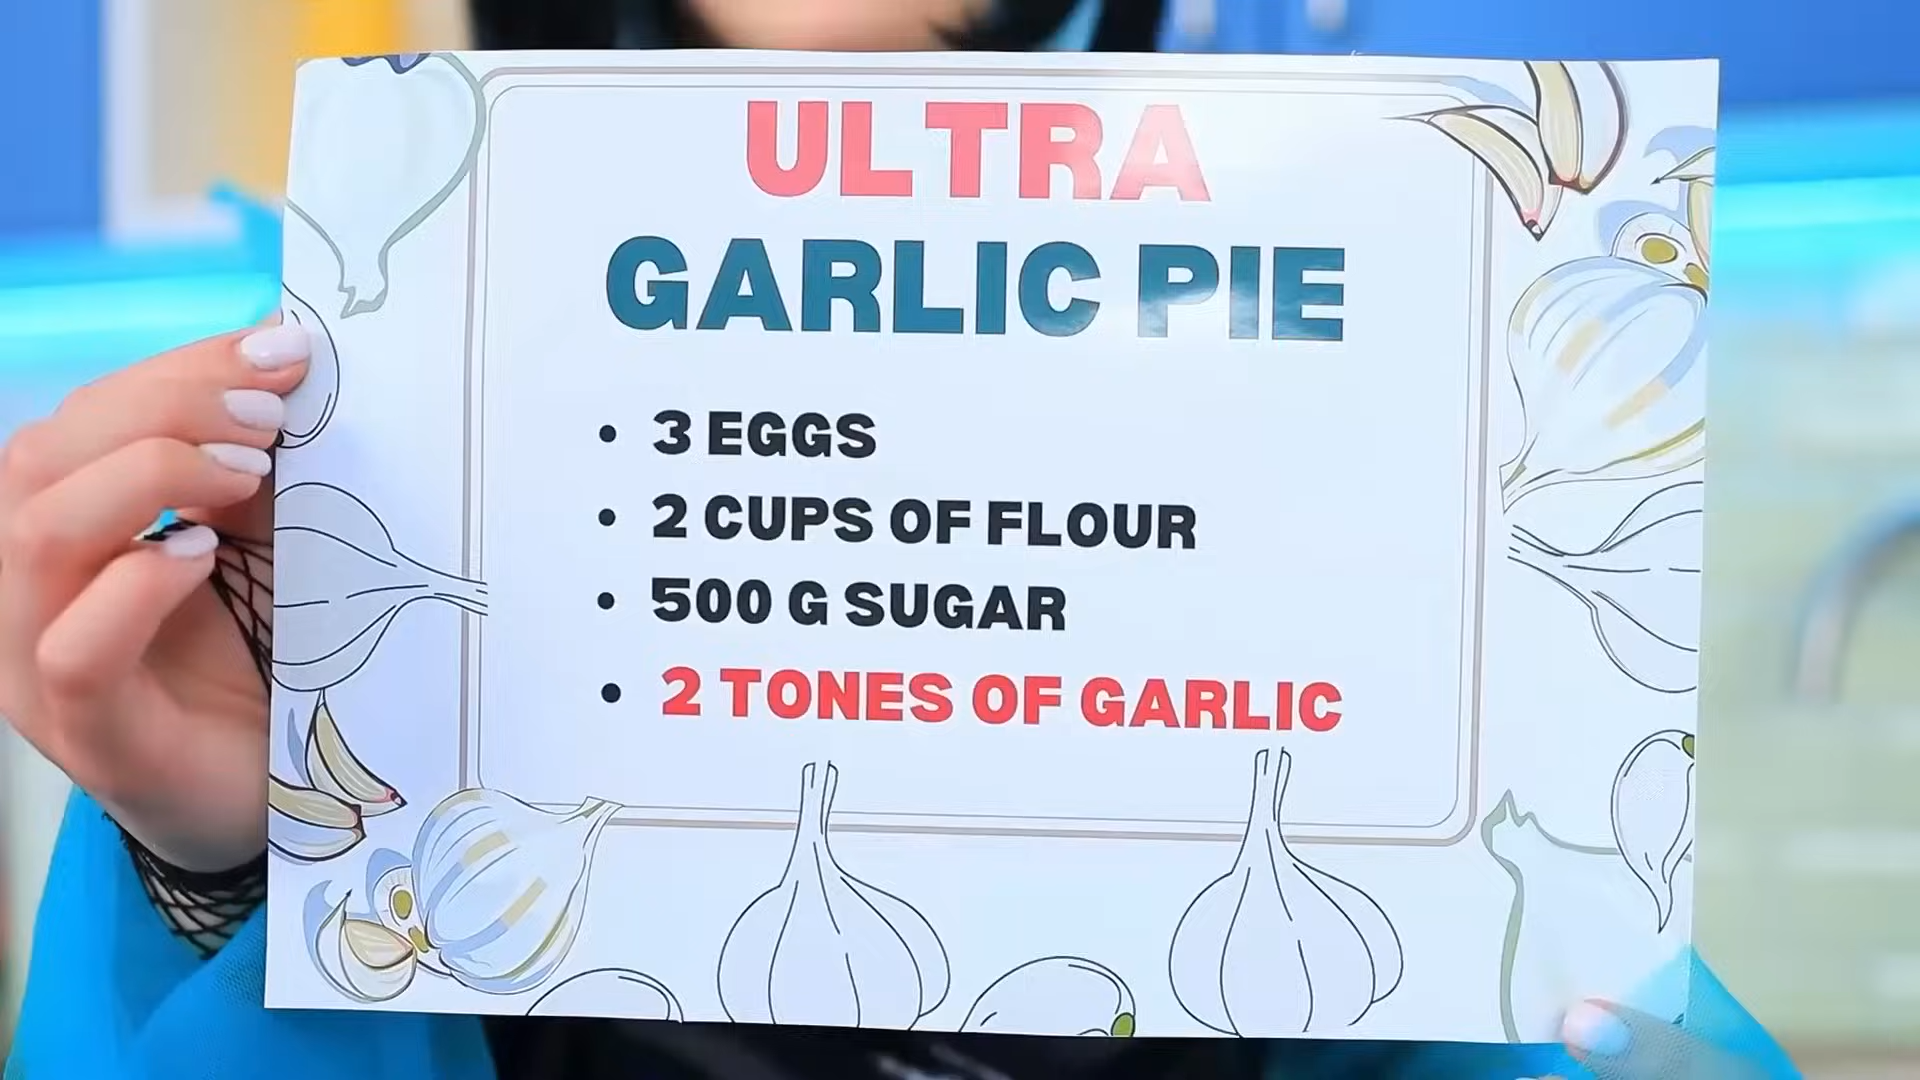 ULTRA
GARLIC PIE
• 3 EGGS
• 2 CUPS OF FLOUR
• 500 G SUGAR
• 2 TONES OF GARLIC